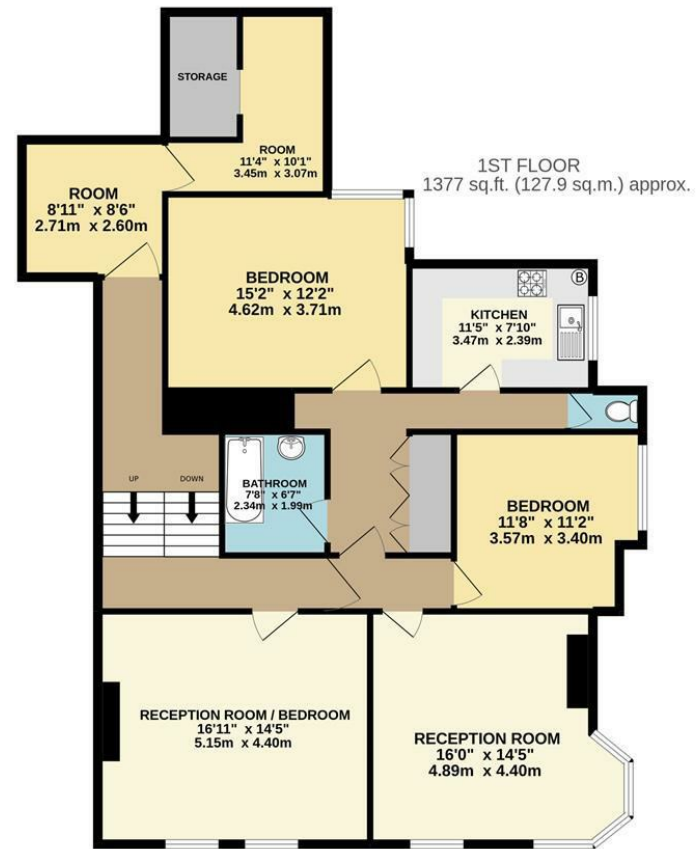 STORAGE
ROOM
11'4" x 10'1"
3.45m x 3.07m
1ST FLOOR
1377 sq.ft. (127.9 sq.m.) approx.
ROOM
8'11" x 8'6"
2.71m x 2.60m
BEDROOM
15'2" x 12'2"
4.62m x 3.71m
B
KITCHEN
11'5" x 7'10"
3.47m x 2.39m
UP
DOWN
BATHROOM
7'8" x 6'7"
2.34m x 1.99m
BEDROOM
11'8" x 11'2"
3.57m x 3.40m
RECEPTION ROOM / BEDROOM
16'11" x 14'5"
5.15m x 4.40m
RECEPTION ROOM
16'0" x 14'5"
4.89m x 4.40m